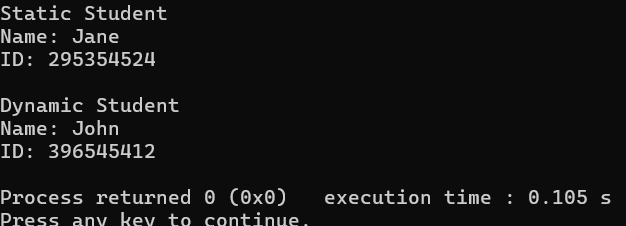 Static Student
Name: Jane
ID: 295354524
Dynamic Student
Name: John
ID: 396545412
Process returned 0 (0x0)   execution time : 0.105 s
Press any key to continue.